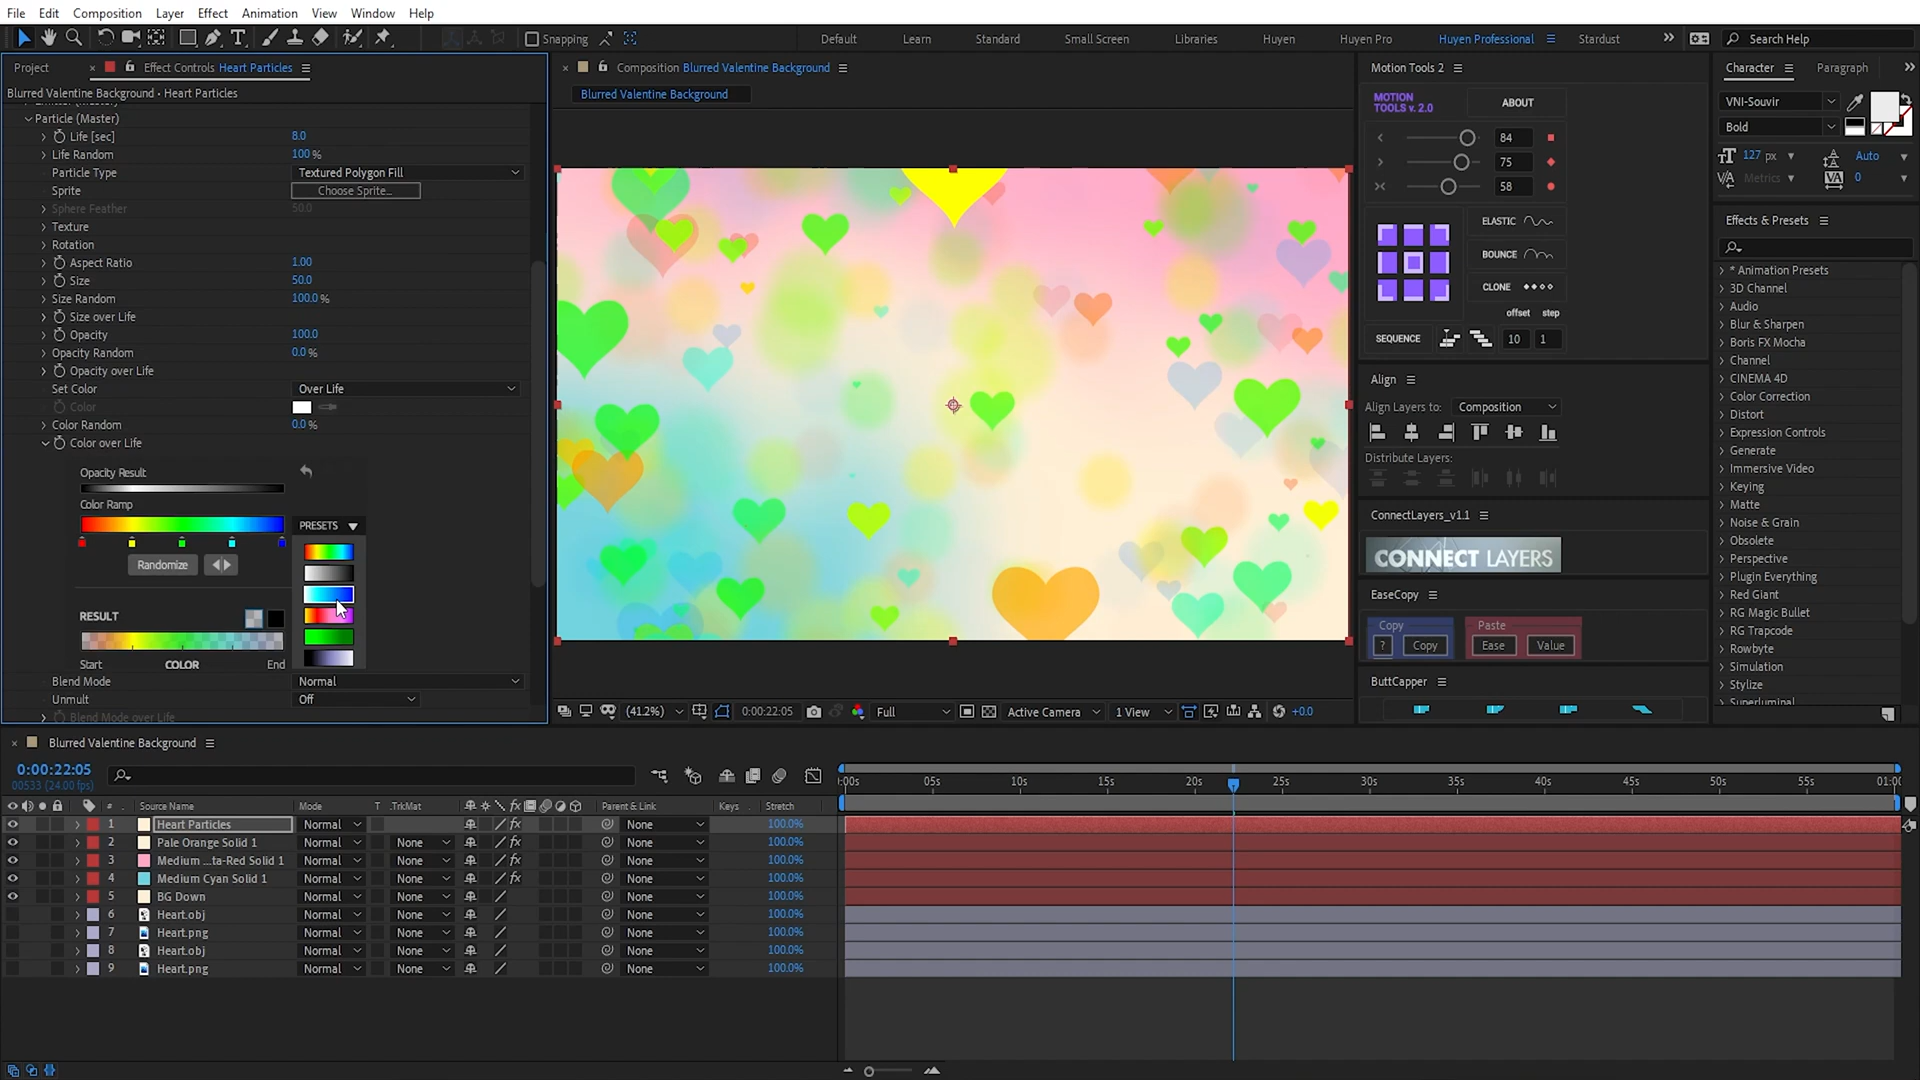 File Edit Composition Layer Effect Animation View Window Help
Snapping
Default Learn Standard Small Screen Libraries Huyen Huyen Pro Huyen Professional Stardust
Search Help
Project × Effect Controls Heart Particles
Blurred Valentine Background • Heart Particles
Particle (Master)
Life [sec] 8.0
Life Random 100 %
Particle Type Textured Polygon Fill
Sprite Choose Sprite...
Sphere Feather 50.0
Texture
Rotation
Aspect Ratio 1.00
Size 50.0
Size Random 100.0 %
Size over Life
Opacity 100.0
Opacity Random 0.0 %
Opacity over Life
Set Color Over Life
Color
Color Random 0.0 %
Color over Life
Opacity Result
Color Ramp
PRESETS
Randomize
RESULT
Start COLOR End
Blend Mode Normal
Unmult Off
Blend Mode over Life
Composition Blurred Valentine Background
Blurred Valentine Background
(41.2%) 0:00:22:05 Full Active Camera 1 View +0.0
Motion Tools 2
MOTION
TOOLS v. 2.0
ABOUT
84
75
58
ELASTIC
BOUNCE
CLONE
offset step
SEQUENCE 10 1
Align
Align Layers to: Composition
Distribute Layers:
ConnectLayers_v1.1
CONNECT LAYERS
EaseCopy
Copy Paste
? Copy Ease Value
ButtCapper
Character Paragraph
VNI-Souvir
Bold
127 px Auto
Metrics 0
Effects & Presets
* Animation Presets
3D Channel
Audio
Blur & Sharpen
Boris FX Mocha
Channel
CINEMA 4D
Color Correction
Distort
Expression Controls
Generate
Immersive Video
Keying
Matte
Noise & Grain
Obsolete
Perspective
Plugin Everything
Red Giant
RG Magic Bullet
RG Trapcode
Rowbyte
Simulation
Stylize
Superluminal
× Blurred Valentine Background
0:00:22:05
00533 (24.00 fps)
:00s 05s 10s 15s 20s 25s 30s 35s 40s 45s 50s 55s 01:0
# Source Name Mode T .TrkMat Parent & Link Keys Stretch
1 Heart Particles Normal None 100.0%
2 Pale Orange Solid 1 Normal None None 100.0%
3 Medium ...ta-Red Solid 1 Normal None None 100.0%
4 Medium Cyan Solid 1 Normal None None 100.0%
5 BG Down Normal None None 100.0%
6 Heart.obj Normal None None 100.0%
7 Heart.png Normal None None 100.0%
8 Heart.obj Normal None None 100.0%
9 Heart.png Normal None None 100.0%